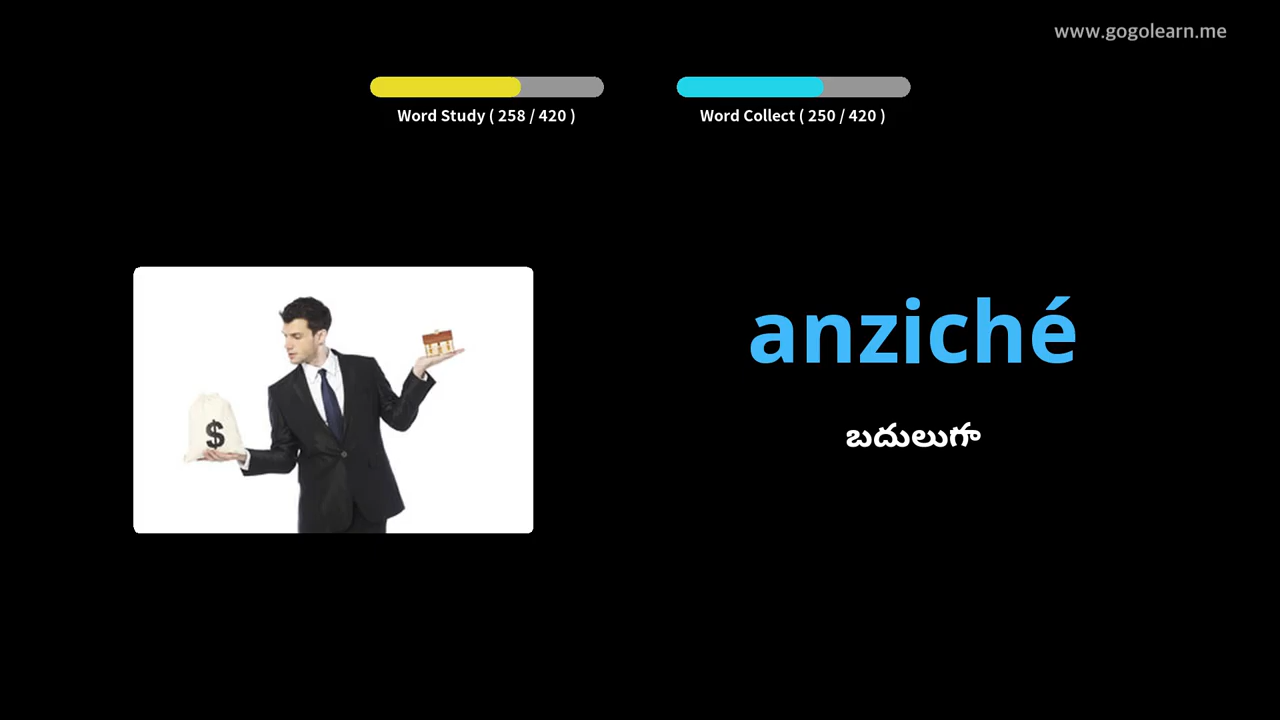 www.gogolearn.me
Word Study ( 258 / 420 )
Word Collect ( 250 / 420 )
anziché
బదులుగా
$